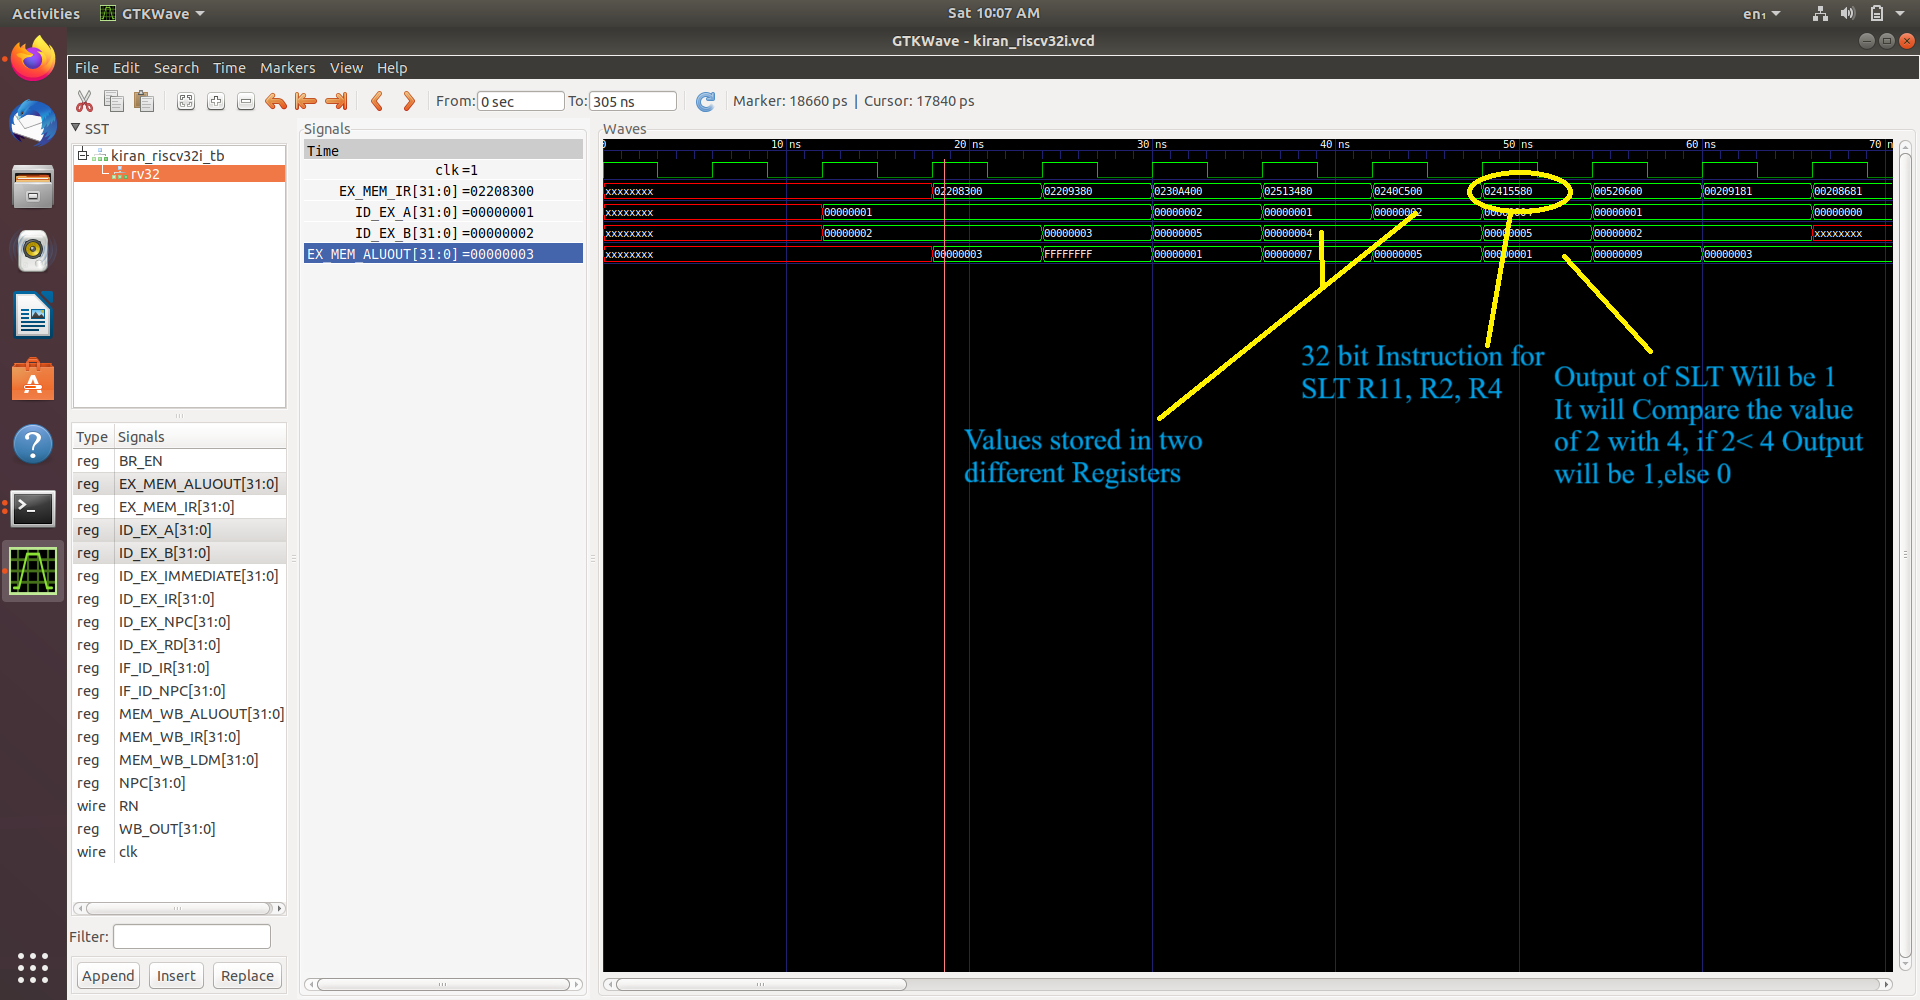 Activities GTKWave Sat 10:07 AM en₁
GTKWave - kiran_riscv32i.vcd
File Edit Search Time Markers View Help
From: 0 sec To: 305 ns Marker: 18660 ps | Cursor: 17840 ps
SST
kiran_riscv32i_tb
rv32
Type Signals
reg BR_EN
reg EX_MEM_ALUOUT[31:0]
reg EX_MEM_IR[31:0]
reg ID_EX_A[31:0]
reg ID_EX_B[31:0]
reg ID_EX_IMMEDIATE[31:0]
reg ID_EX_IR[31:0]
reg ID_EX_NPC[31:0]
reg ID_EX_RD[31:0]
reg IF_ID_IR[31:0]
reg IF_ID_NPC[31:0]
reg MEM_WB_ALUOUT[31:0]
reg MEM_WB_IR[31:0]
reg MEM_WB_LDM[31:0]
reg NPC[31:0]
wire RN
reg WB_OUT[31:0]
wire clk
Filter:
Append Insert Replace
Signals
Time
clk=1
EX_MEM_IR[31:0]=02208300
ID_EX_A[31:0]=00000001
ID_EX_B[31:0]=00000002
EX_MEM_ALUOUT[31:0]=00000003
Waves
0 10 ns 20 ns 30 ns 40 ns 50 ns 60 ns 70 n
xxxxxxxx 02208300 02209380 0230A400 02513480 0240C500 02415580 00520600 00209181 00208681
xxxxxxxx 00000001 00000002 00000001 00000002 00000001 00000000
xxxxxxxx 00000002 00000003 00000005 00000004 00000005 00000002 xxxxxxxx
xxxxxxxx 00000003 FFFFFFFF 00000001 00000007 00000005 00000001 00000009 00000003
32 bit Instruction for
SLT R11, R2, R4
Output of SLT Will be 1
It will Compare the value
of 2 with 4, if 2< 4 Output
will be 1,else 0
Values stored in two
different Registers